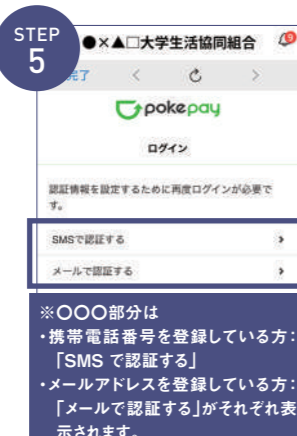 STEP
5
●×▲□大学生活協同組合
完了
pokepay
ログイン
認証情報を設定するために再度ログインが必要で
す。
SMSで認証する
メールで認証する
※〇〇〇部分は
・携帯電話番号を登録している方：
「SMS で認証する」
・メールアドレスを登録している方：
「メールで認証する」がそれぞれ表
示されます。